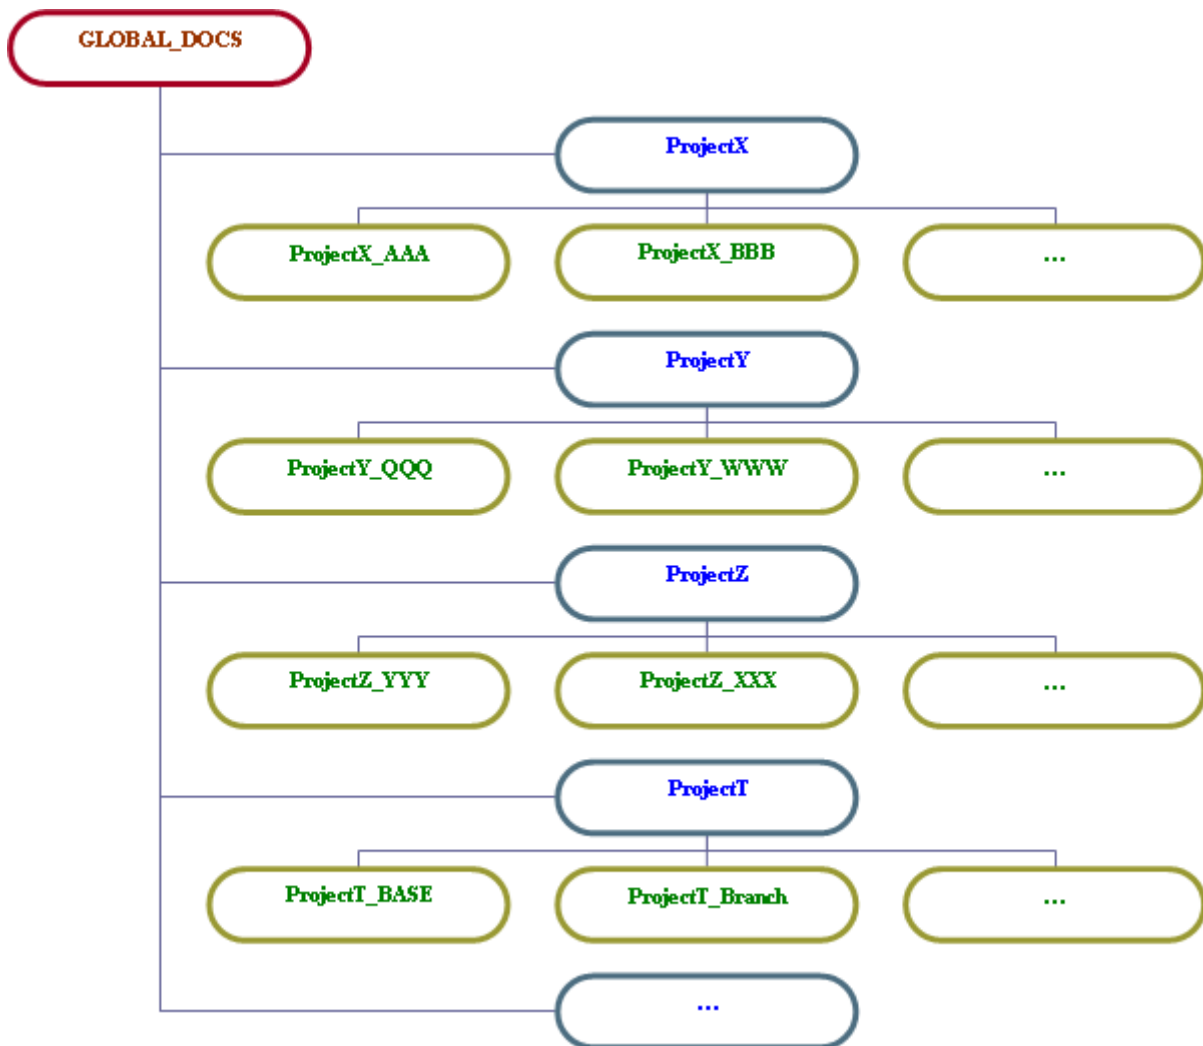 GLOBAL_DOCS
ProjectX
ProjectX_AAA
ProjectX_BBB
...
ProjectY
ProjectY_QQQ
ProjectY_WWW
...
ProjectZ
ProjectZ_YYY
ProjectZ_XXX
...
ProjectT
ProjectT_BASE
ProjectT_Branch
...
...